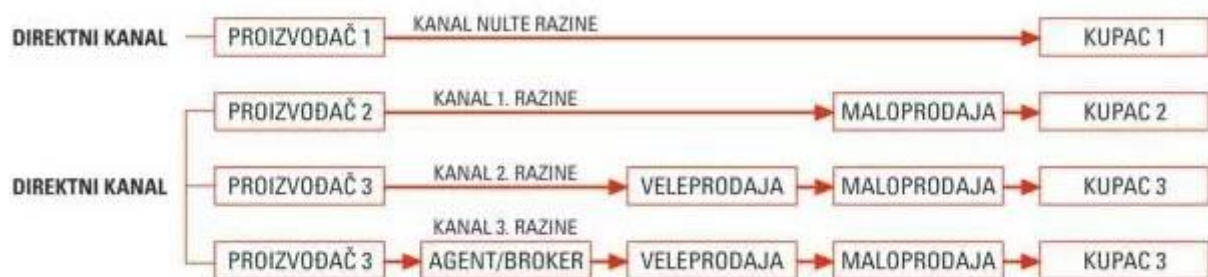 DIREKTNI KANAL PROIZVOĐAČ 1 KANAL NULTE RAZINE KUPAC 1
PROIZVOĐAČ 2 KANAL 1. RAZINE MALOPRODAJA KUPAC 2
DIREKTNI KANAL PROIZVOĐAČ 3 KANAL 2. RAZINE VELEPRODAJA MALOPRODAJA KUPAC 3
KANAL 3. RAZINE
PROIZVOĐAČ 3 AGENT/BROKER VELEPRODAJA MALOPRODAJA KUPAC 3